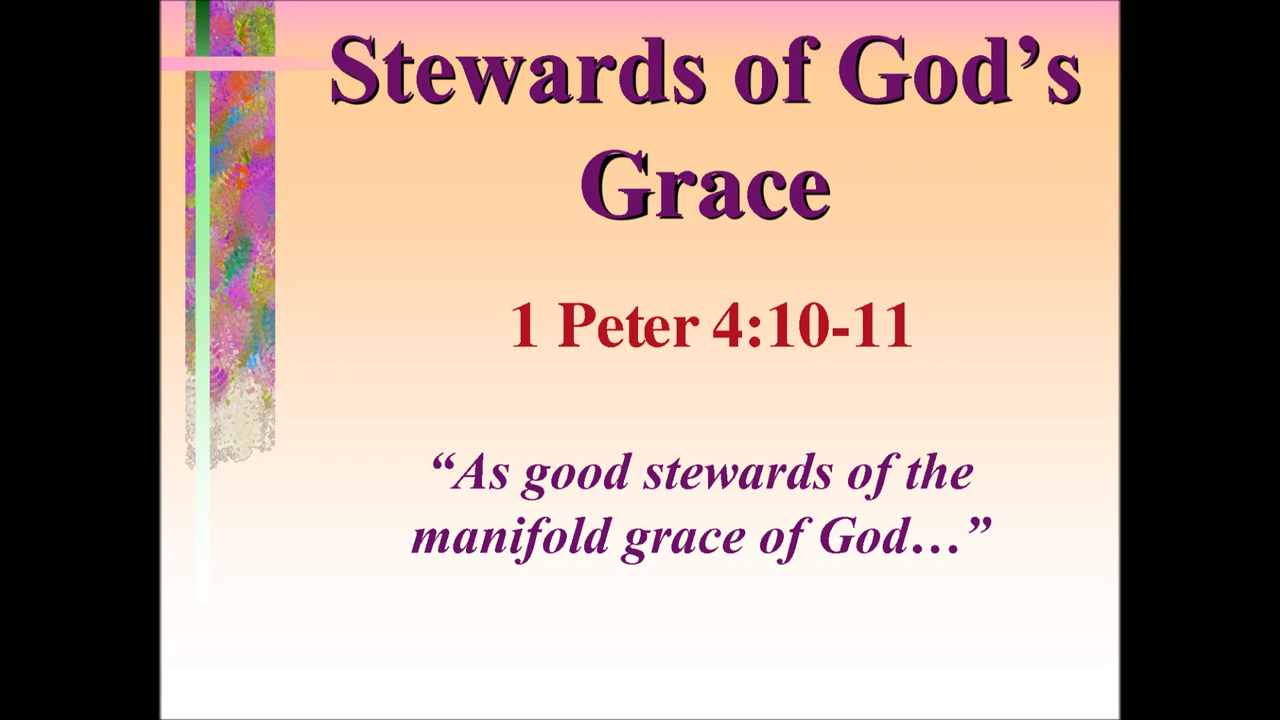 Stewards of God’s
Grace
1 Peter 4:10-11
“As good stewards of the
manifold grace of God…”